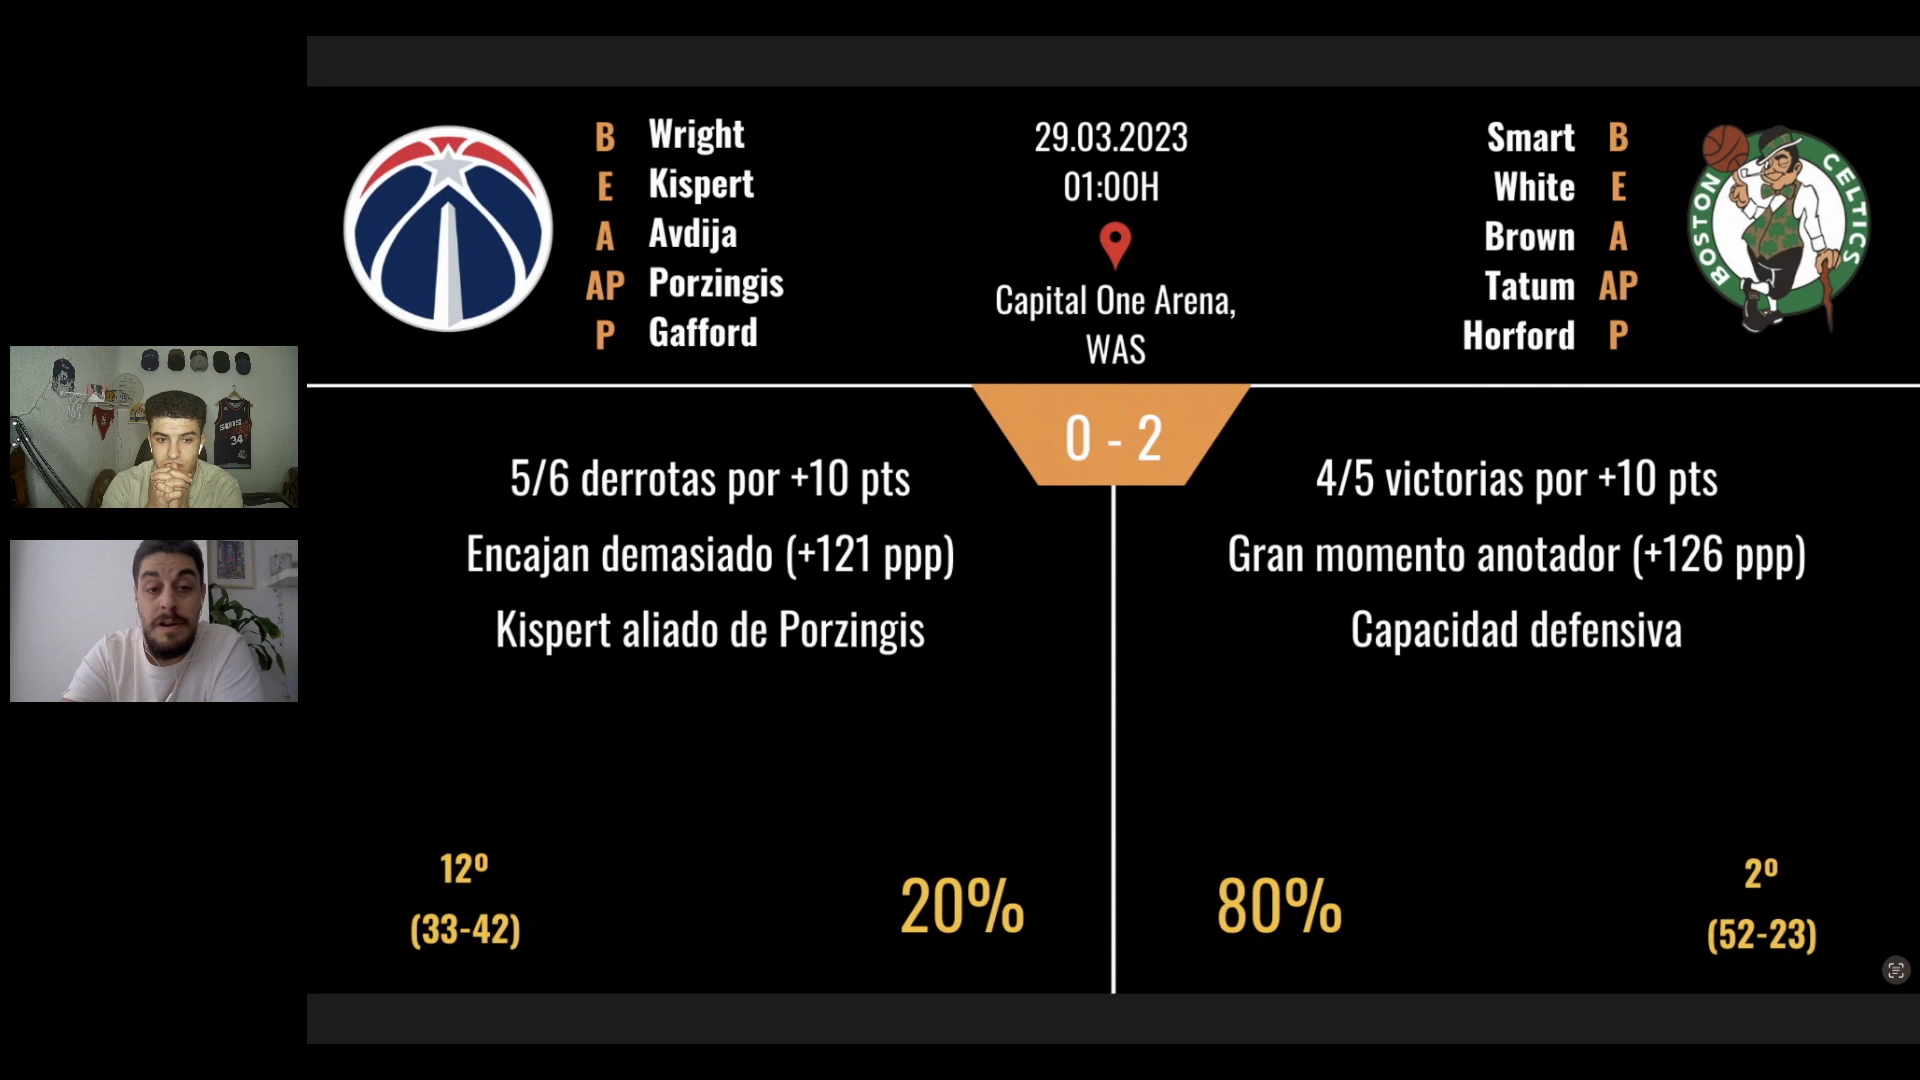 B Wright
E Kispert
A Avdija
AP Porzingis
P Gafford
29.03.2023
01:00H
Capital One Arena,
WAS
Smart B
White E
Brown A
Tatum AP
Horford P
BOSTON CELTICS
0 - 2
5/6 derrotas por +10 pts
Encajan demasiado (+121 ppp)
Kispert aliado de Porzingis
4/5 victorias por +10 pts
Gran momento anotador (+126 ppp)
Capacidad defensiva
12º
(33-42)
20%
80%
2º
(52-23)
SUNS
34